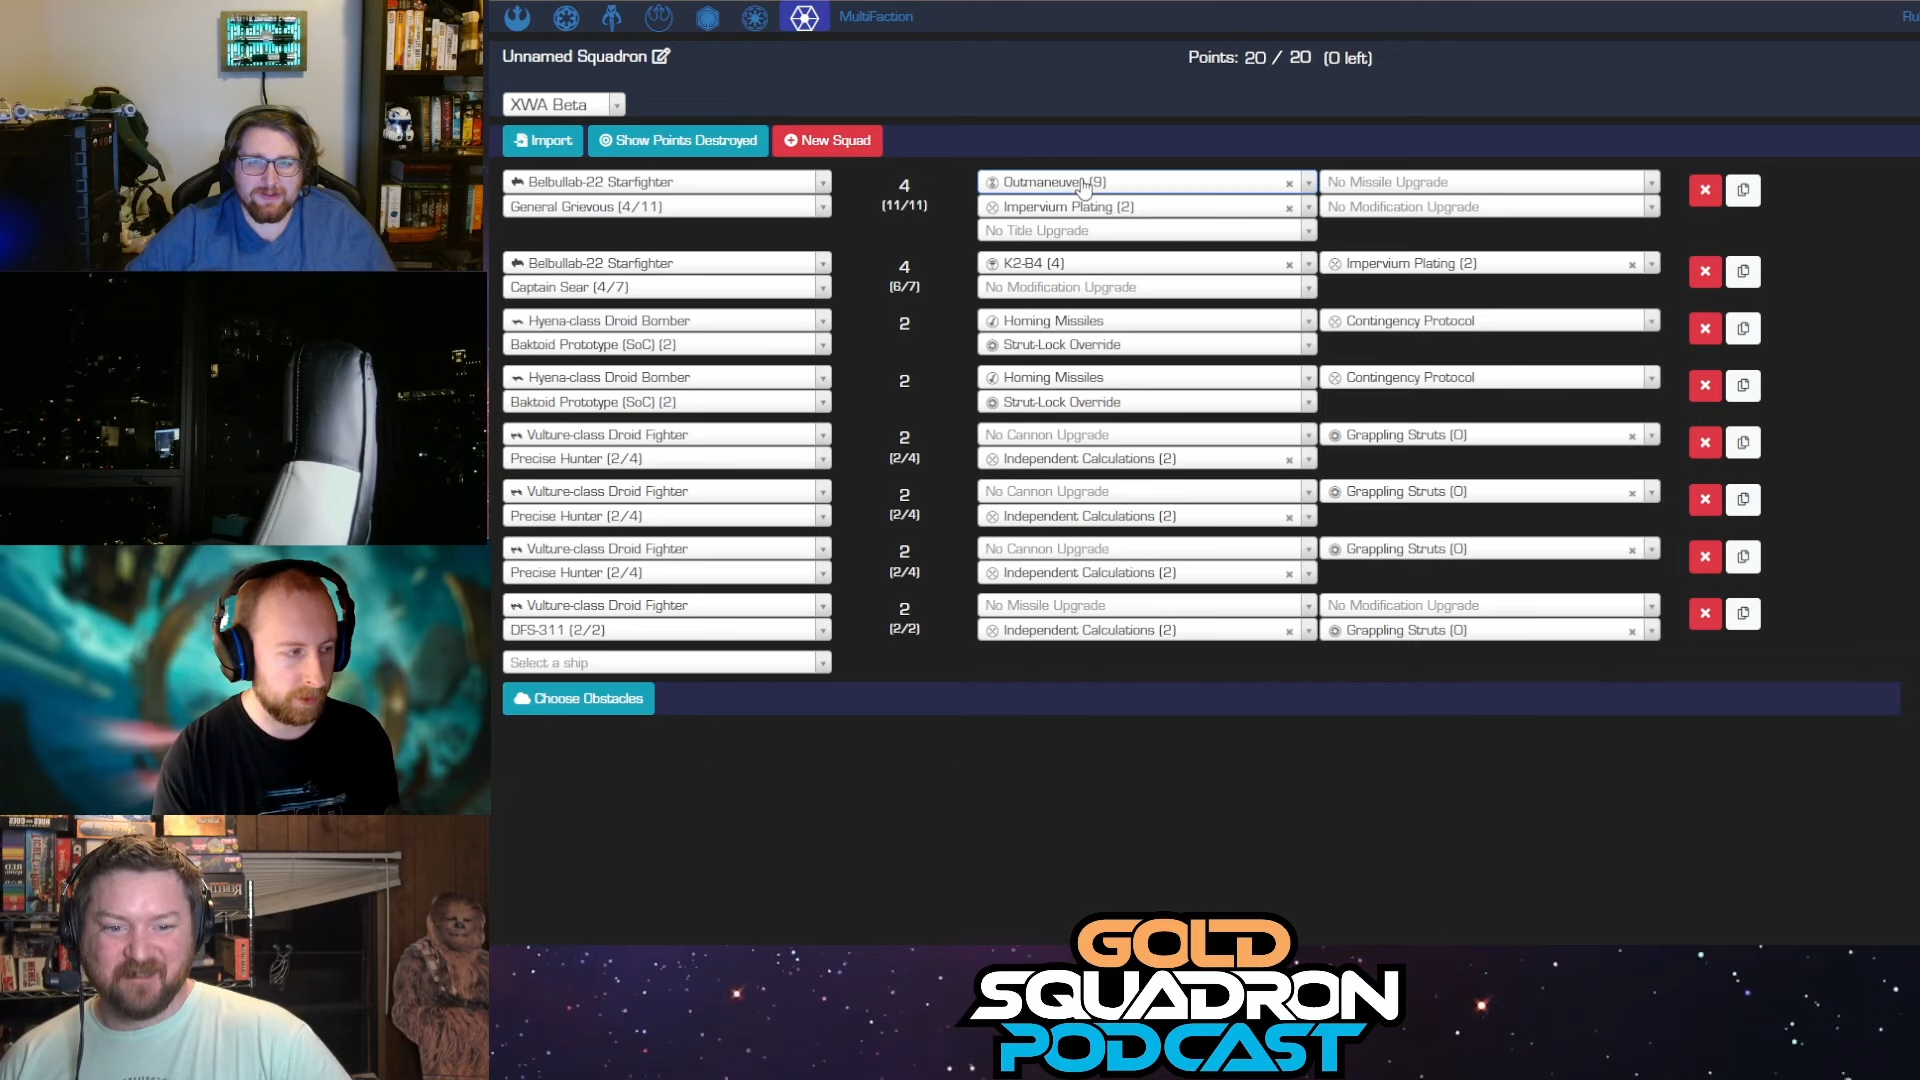 MultiFaction
Ru
Unnamed Squadron
Points: 20 / 20 (0 left)
XWA Beta
Import
Show Points Destroyed
New Squad
Belbullab-22 Starfighter
4
Outmaneuver (9)
No Missile Upgrade
General Grievous (4/11)
(11/11)
Impervium Plating (2)
No Modification Upgrade
No Title Upgrade
Belbullab-22 Starfighter
4
K2-B4 (4)
Impervium Plating (2)
Captain Sear (4/7)
(6/7)
No Modification Upgrade
Hyena-class Droid Bomber
2
Homing Missiles
Contingency Protocol
Baktoid Prototype (SoC) (2)
Strut-Lock Override
Hyena-class Droid Bomber
2
Homing Missiles
Contingency Protocol
Baktoid Prototype (SoC) (2)
Strut-Lock Override
Vulture-class Droid Fighter
2
No Cannon Upgrade
Grappling Struts (0)
Precise Hunter (2/4)
(2/4)
Independent Calculations (2)
Vulture-class Droid Fighter
2
No Cannon Upgrade
Grappling Struts (0)
Precise Hunter (2/4)
(2/4)
Independent Calculations (2)
Vulture-class Droid Fighter
2
No Cannon Upgrade
Grappling Struts (0)
Precise Hunter (2/4)
(2/4)
Independent Calculations (2)
Vulture-class Droid Fighter
2
No Missile Upgrade
No Modification Upgrade
DFS-311 (2/2)
(2/2)
Independent Calculations (2)
Grappling Struts (0)
Select a ship
Choose Obstacles
GOLD
SQUADRON
PODCAST